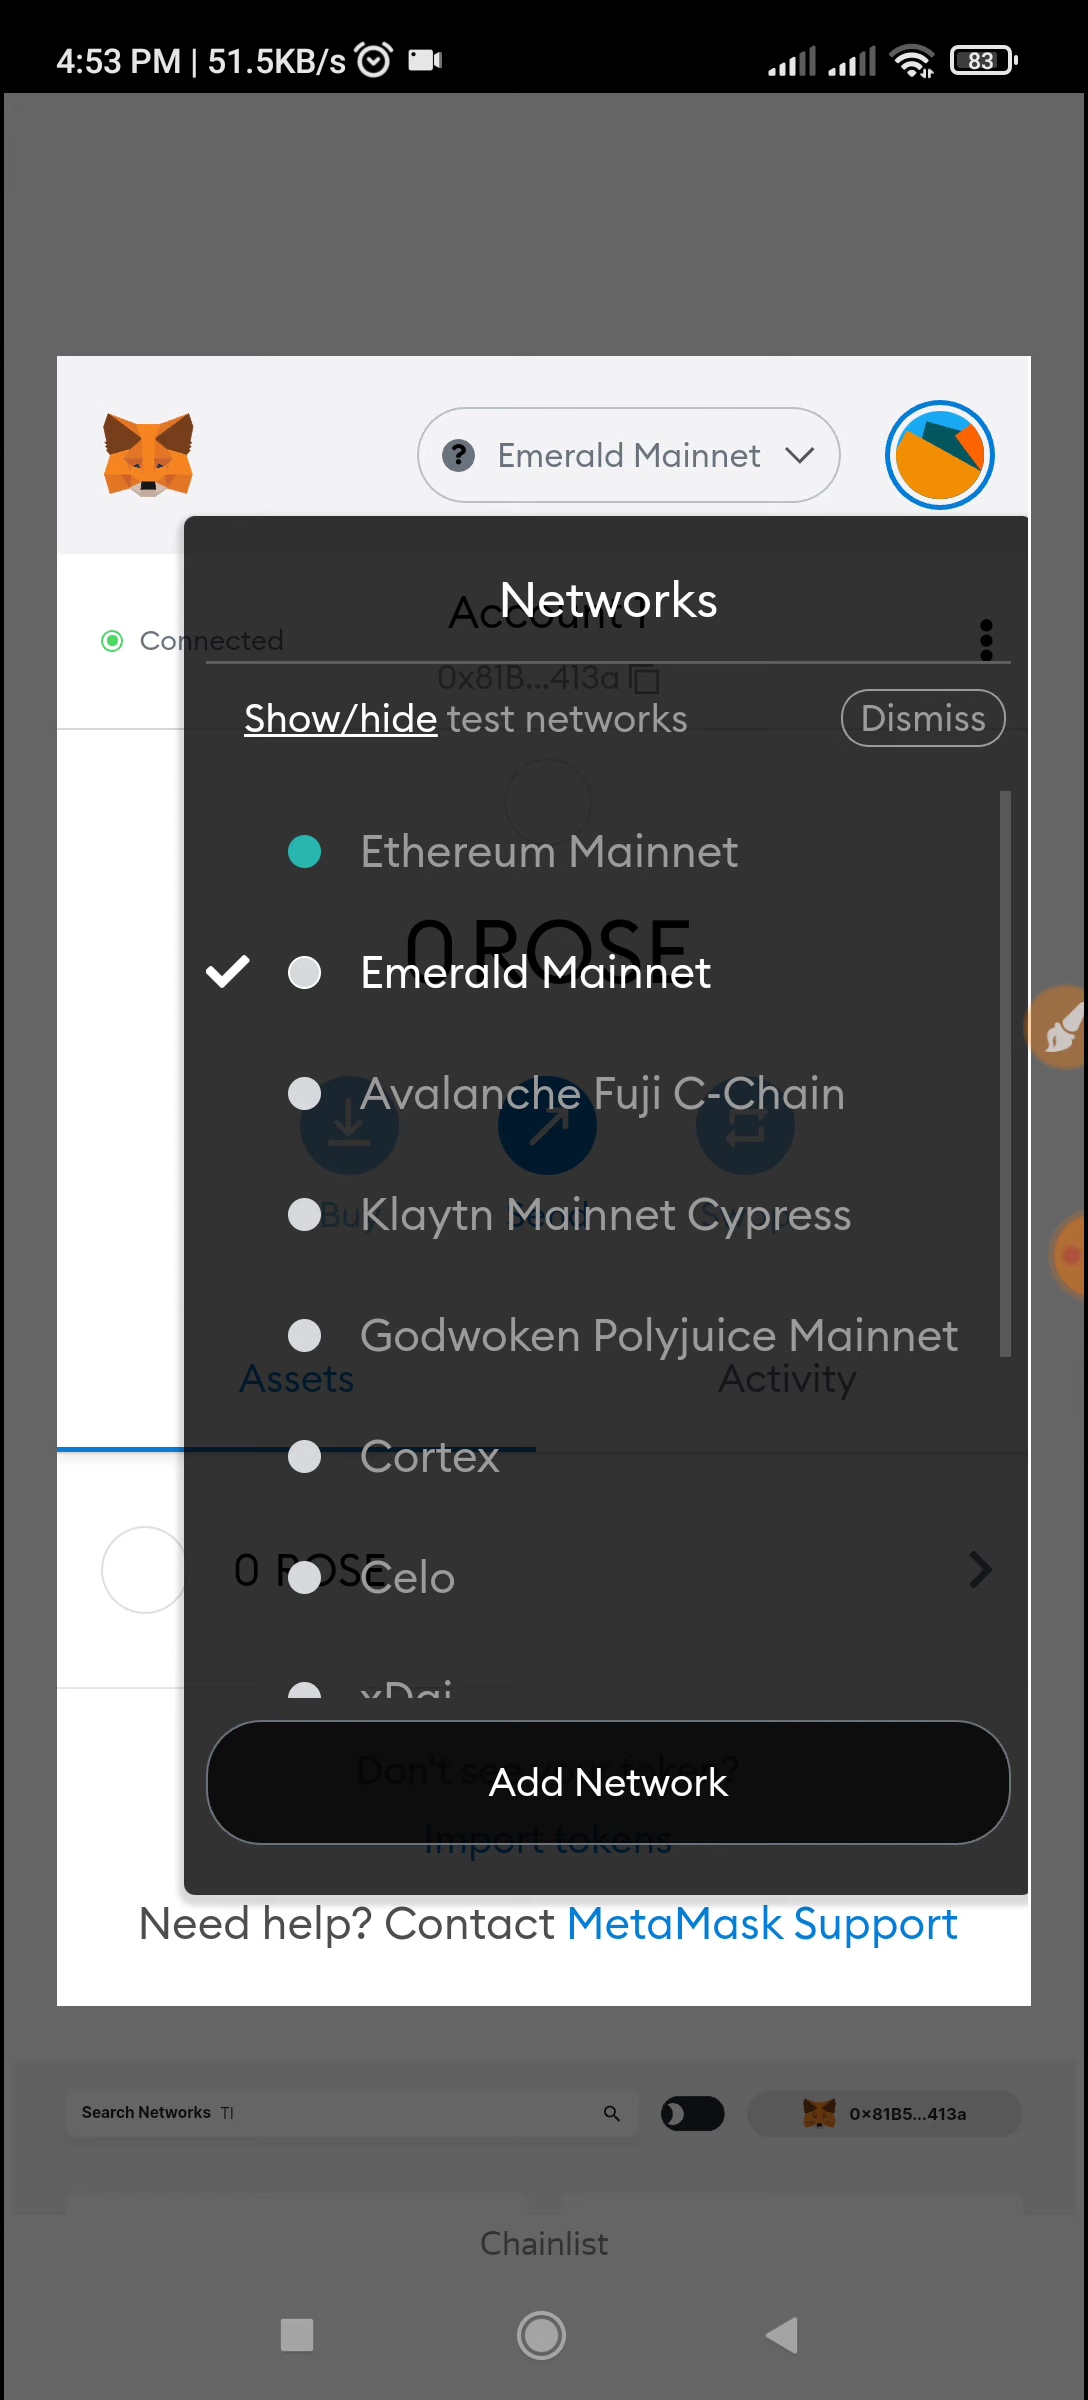 4:53 PM | 51.5KB/s
83
? Emerald Mainnet
Networks
Account 1
Connected
0x81B...413a
Show/hide test networks
Dismiss
Ethereum Mainnet
0 ROSE
Emerald Mainnet
Avalanche Fuji C-Chain
Buy
Send
Swap
Klaytn Mainnet Cypress
Godwoken Polyjuice Mainnet
Assets
Activity
Cortex
0 ROSE
Celo
xDai
Don't see your token?
Add Network
Import tokens
Need help? Contact MetaMask Support
Search Networks
0x81B5...413a
Chainlist